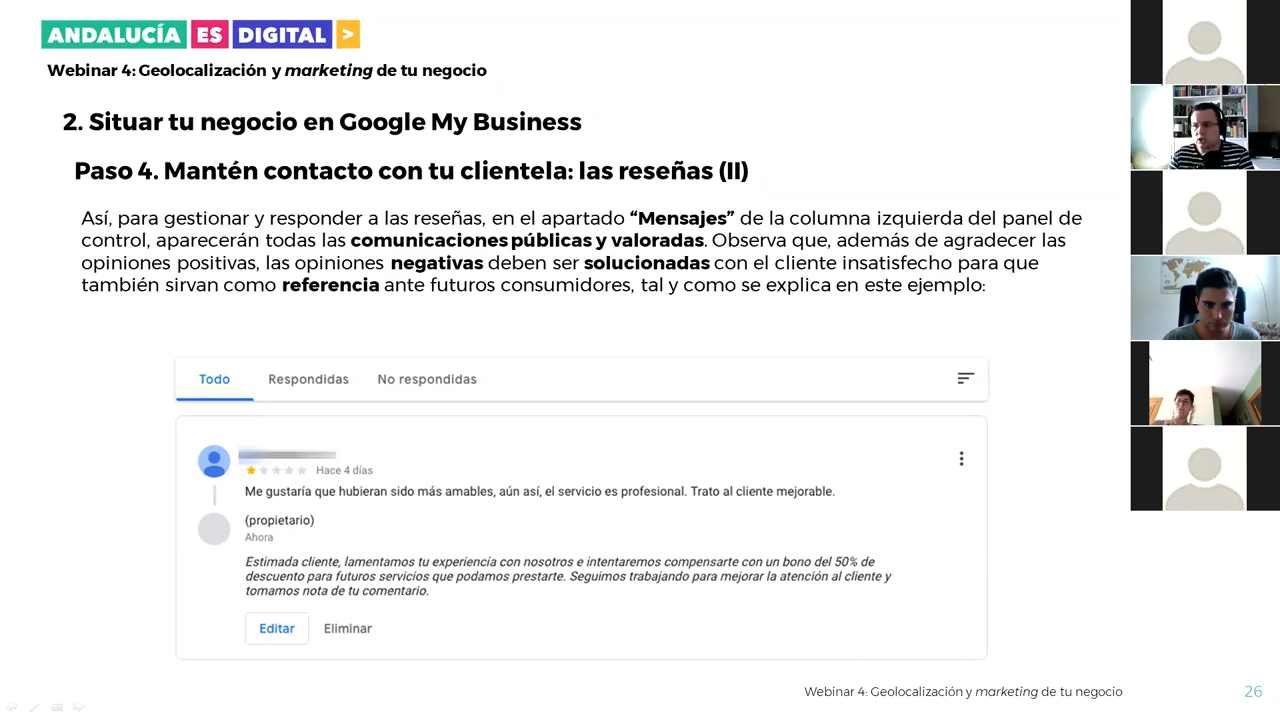 ANDALUCÍA ES DIGITAL >
Webinar 4: Geolocalización y marketing de tu negocio
2. Situar tu negocio en Google My Business
Paso 4. Mantén contacto con tu clientela: las reseñas (II)
Así, para gestionar y responder a las reseñas, en el apartado “Mensajes” de la columna izquierda del panel de
control, aparecerán todas las comunicaciones públicas y valoradas. Observa que, además de agradecer las
opiniones positivas, las opiniones negativas deben ser solucionadas con el cliente insatisfecho para que
también sirvan como referencia ante futuros consumidores, tal y como se explica en este ejemplo:
Todo Respondidas No respondidas
Hace 4 días
Me gustaría que hubieran sido más amables, aún así, el servicio es profesional. Trato al cliente mejorable.
(propietario)
Ahora
Estimada cliente, lamentamos tu experiencia con nosotros e intentaremos compensarte con un bono del 50% de
descuento para futuros servicios que podamos prestarte. Seguimos trabajando para mejorar la atención al cliente y
tomamos nota de tu comentario.
Editar Eliminar
Webinar 4: Geolocalización y marketing de tu negocio 26